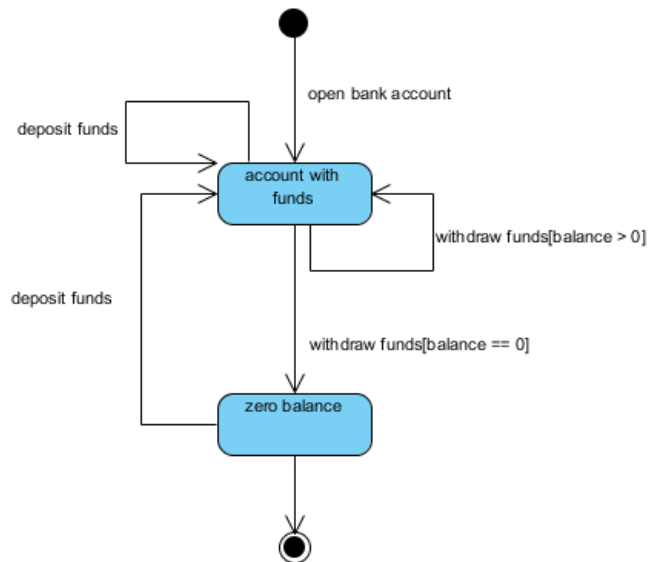 open bank account
deposit funds
account with
funds
withdraw funds[balance > 0]
deposit funds
withdraw funds[balance == 0]
zero balance